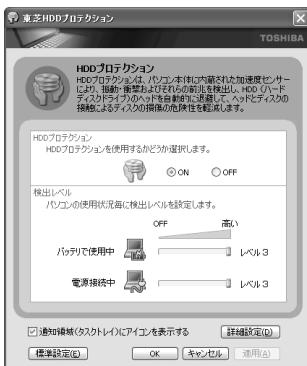 東芝HDDプロテクション
TOSHIBA
HDDプロテクション
HDDプロテクションは、パソコン本体に内蔵された加速度センサー
により、振動・衝撃およびそれらの前兆を検出し、HDD (ハード
ディスクドライブ)のヘッドを自動的に退避して、ヘッドとディスクの
接触によるディスクの損傷の危険性を軽減します。
HDDプロテクション
HDDプロテクションを使用するかどうか選択します。
ON OFF
検出レベル
パソコンの使用状況毎に検出レベルを設定します。
OFF 高い
バッテリで使用中 レベル 3
電源接続中 レベル 3
通知領域(タスクトレイ)にアイコンを表示する 詳細設定(D)
標準設定(E) OK キャンセル 適用(A)